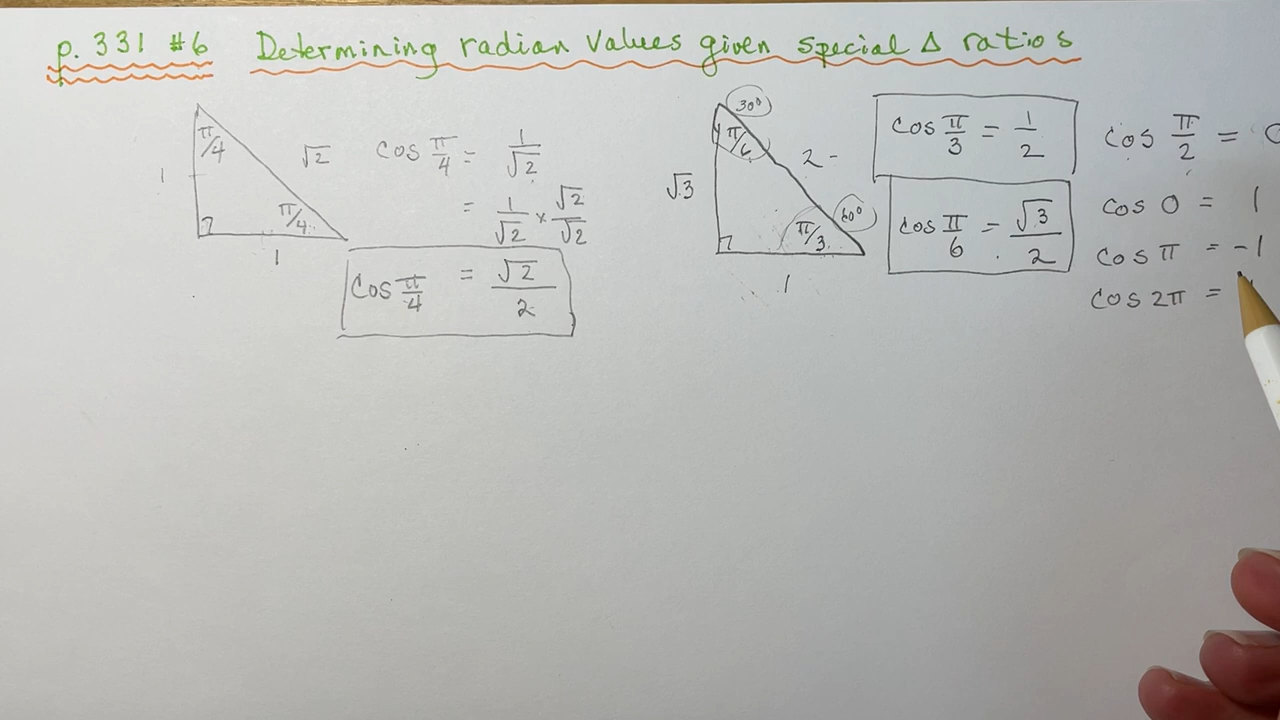 p. 331 #6 Determining radian values given special Δ ratios
π/4
1
√2
π/4
1
cos π/4 = 1/√2
= 1/√2 × √2/√2
cos π/4 = √2/2
30°
π/6
√3
2
60°
π/3
1
cos π/3 = 1/2
cos π/6 = √3/2
cos π/2 = 0
cos 0 = 1
cos π = -1
cos 2π =